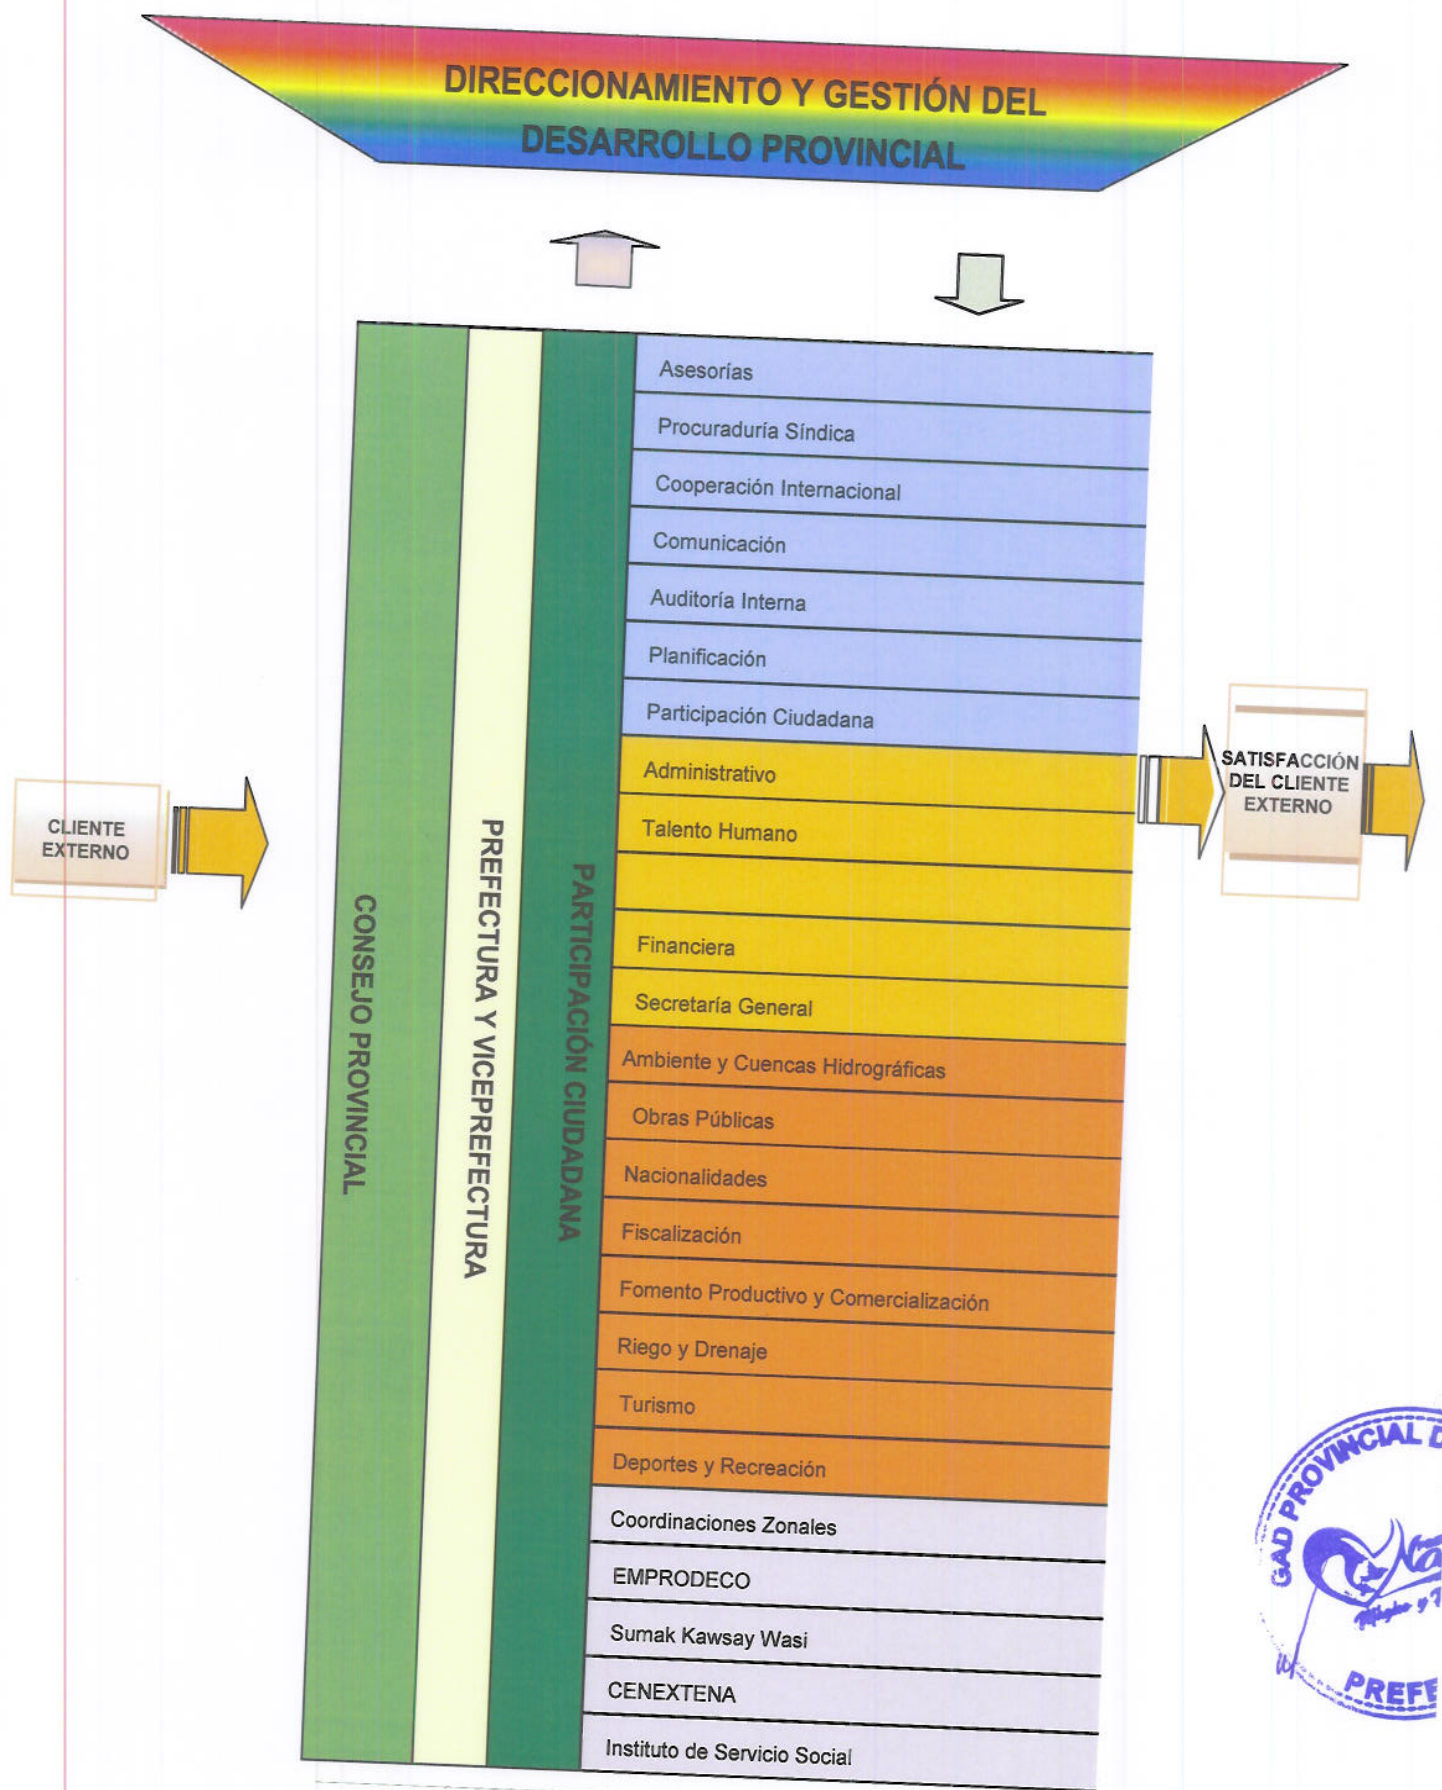 DIRECCIONAMIENTO Y GESTIÓN DEL
DESARROLLO PROVINCIAL
CLIENTE
EXTERNO
CONSEJO PROVINCIAL
PREFECTURA Y VICEPREFECTURA
PARTICIPACIÓN CIUDADANA
Asesorías
Procuraduría Síndica
Cooperación Internacional
Comunicación
Auditoría Interna
Planificación
Participación Ciudadana
Administrativo
Talento Humano
Financiera
Secretaría General
Ambiente y Cuencas Hidrográficas
Obras Públicas
Nacionalidades
Fiscalización
Fomento Productivo y Comercialización
Riego y Drenaje
Turismo
Deportes y Recreación
Coordinaciones Zonales
EMPRODECO
Sumak Kawsay Wasi
CENEXTENA
Instituto de Servicio Social
SATISFACCIÓN
DEL CLIENTE
EXTERNO
GAD PROVINCIAL D
PREFE